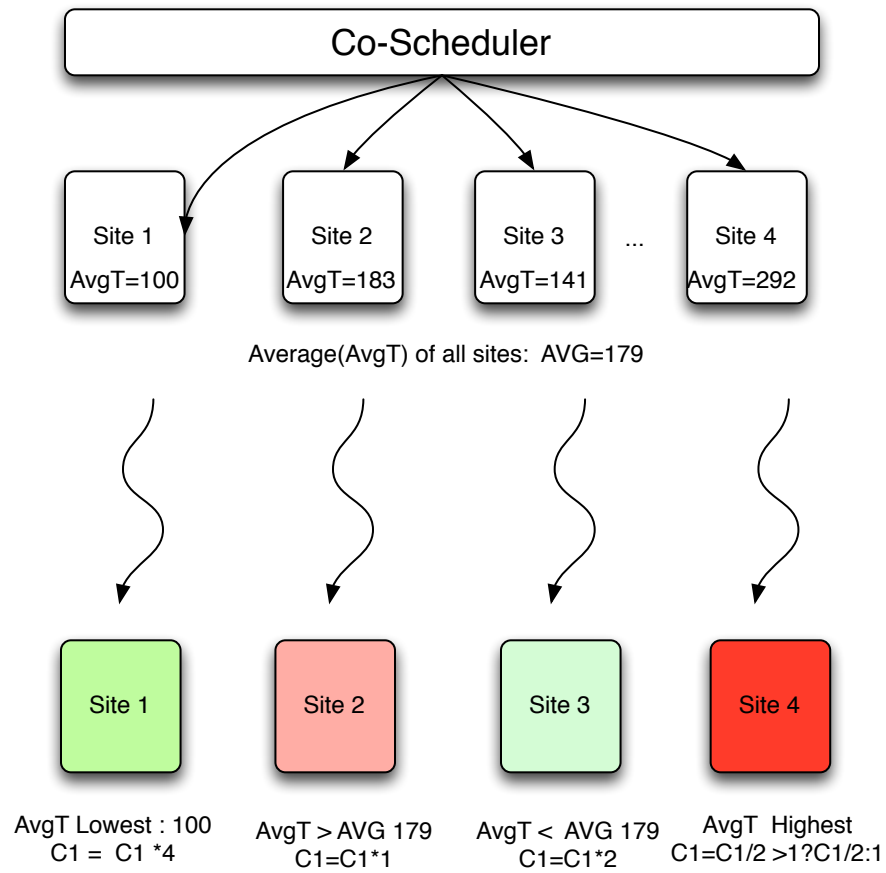 Co-Scheduler
Site 1
AvgT=100
Site 2
AvgT=183
Site 3
AvgT=141
...
Site 4
AvgT=292
Average(AvgT) of all sites: AVG=179
Site 1
Site 2
Site 3
Site 4
AvgT Lowest : 100
C1 = C1 *4
AvgT > AVG 179
C1=C1*1
AvgT < AVG 179
C1=C1*2
AvgT Highest
C1=C1/2 >1?C1/2:1